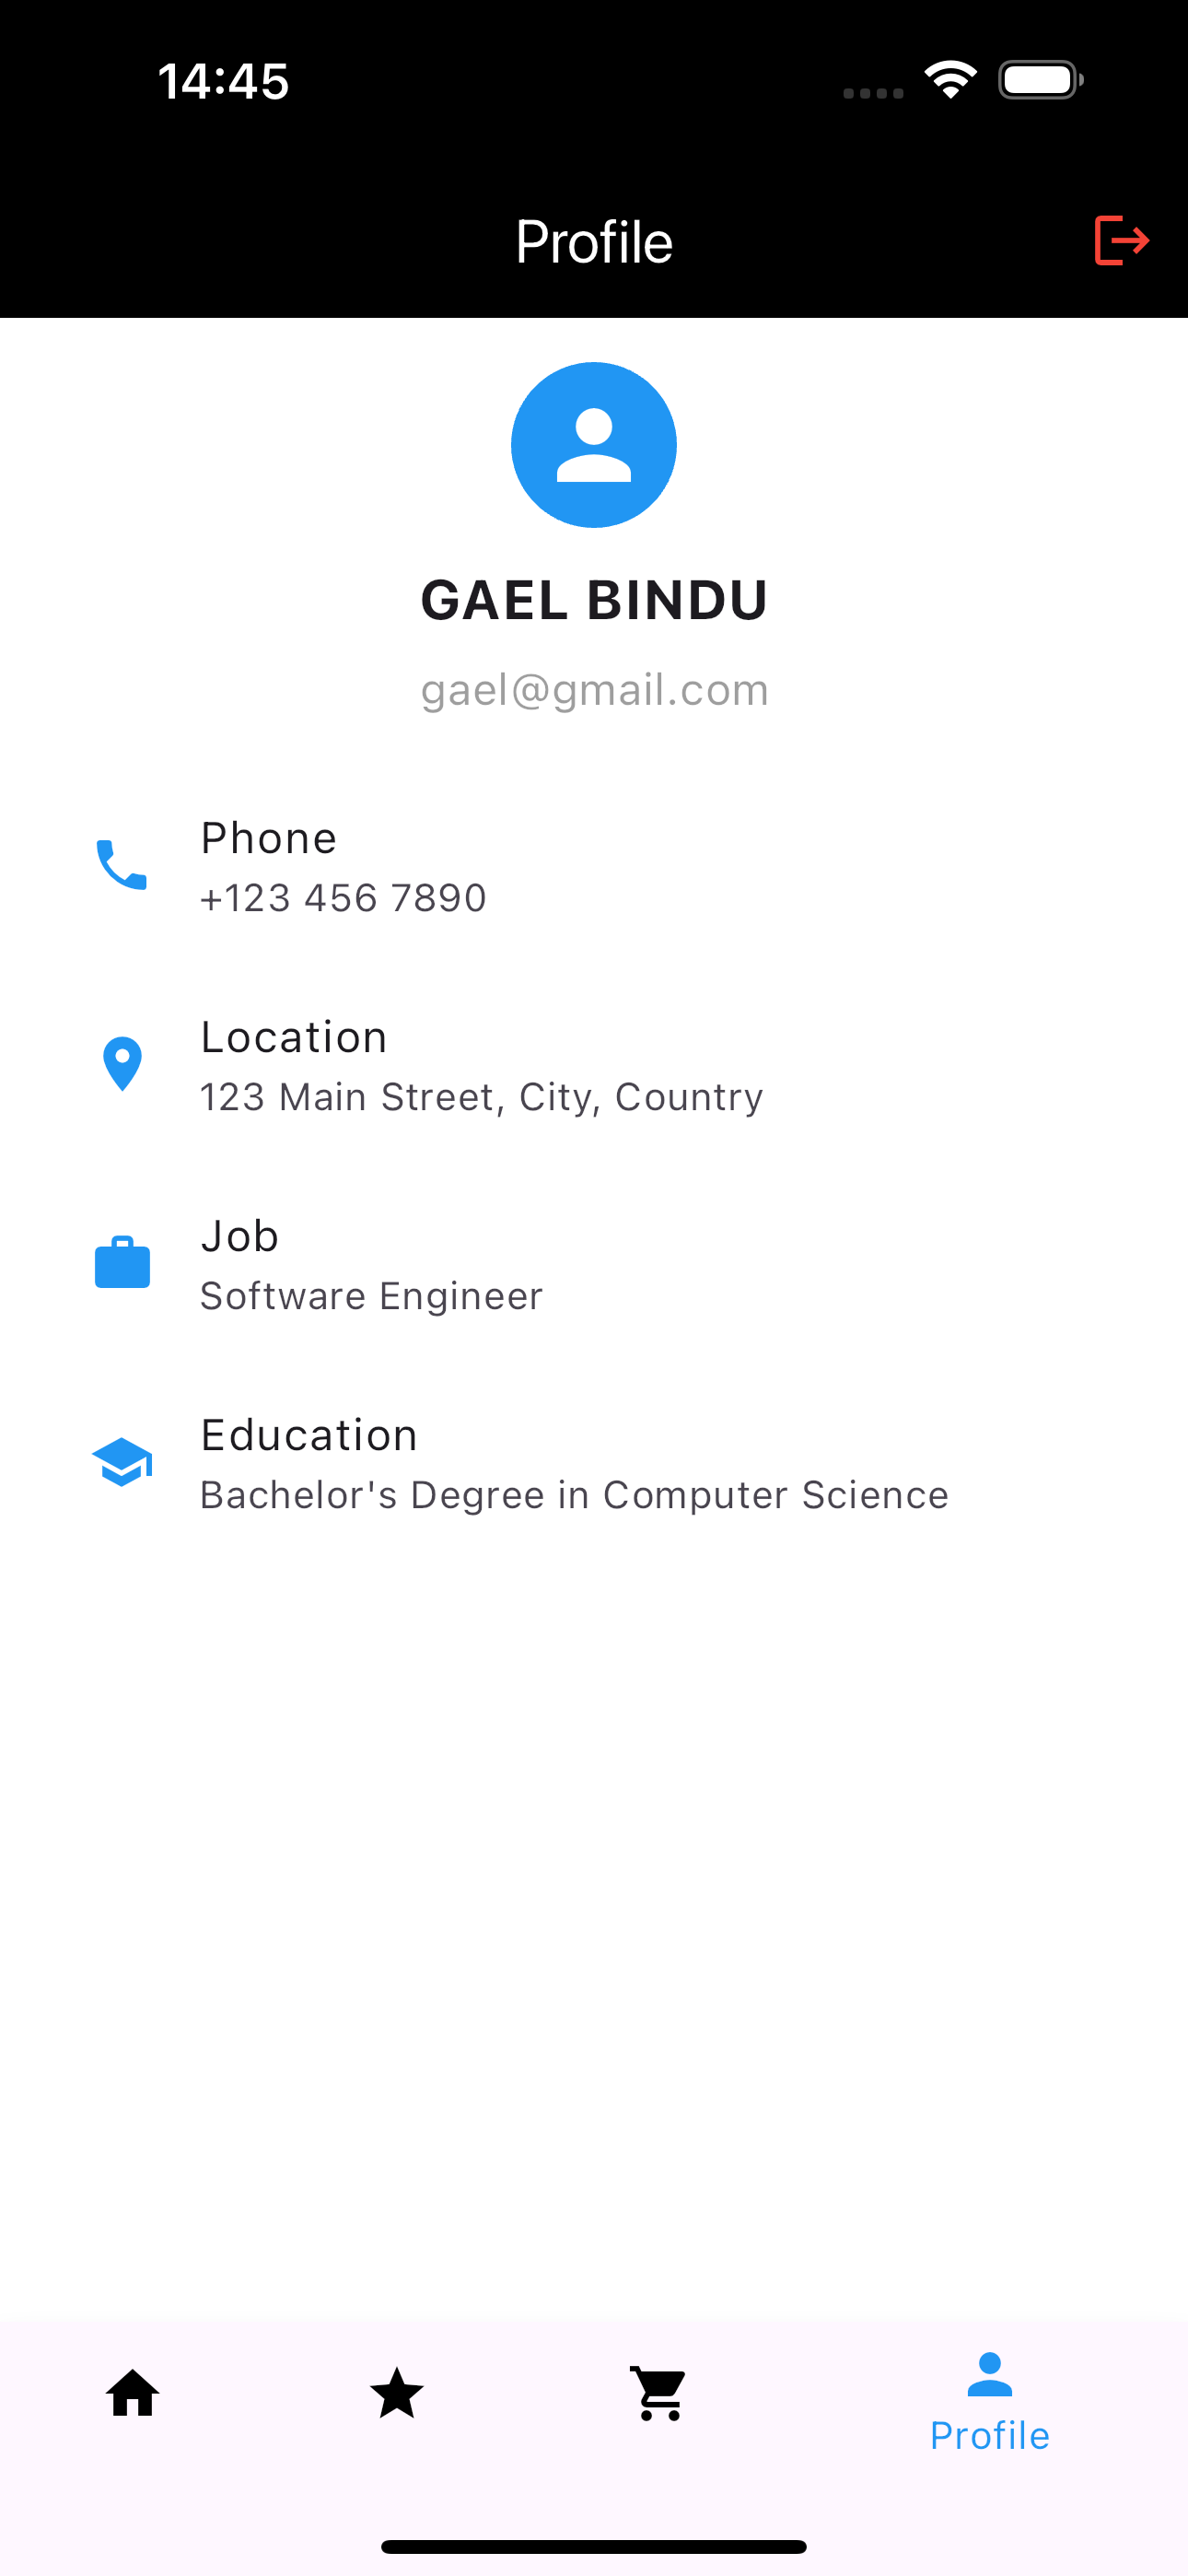 14:45
Profile
GAEL BINDU
gael@gmail.com
Phone
+123 456 7890
Location
123 Main Street, City, Country
Job
Software Engineer
Education
Bachelor's Degree in Computer Science
Profile